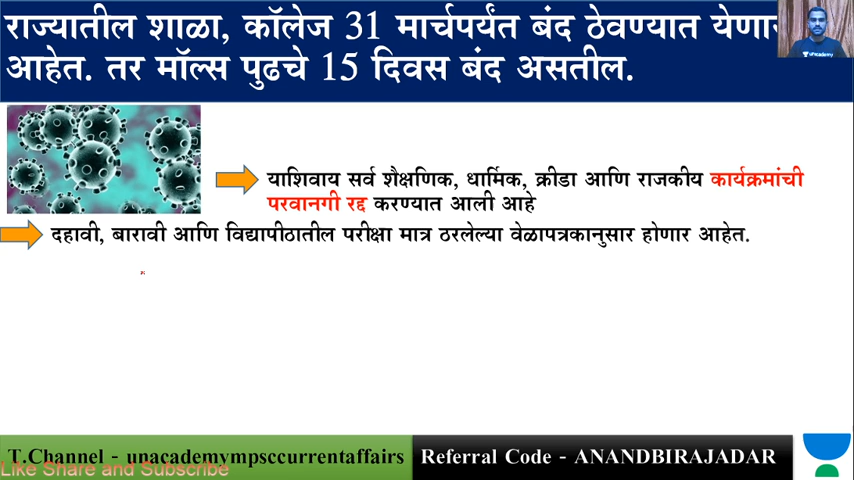 राज्यातील शाळा, कॉलेज 31 मार्चपर्यंत बंद ठेवण्यात
आहेत. तर मॉल्स पुढचे 15 दिवस बंद असतील.
unacademy
याशिवाय सर्व शैक्षणिक, धार्मिक, क्रीडा आणि राजकीय कार्यक्रमांची
परवानगी रद्द करण्यात आली आहे
दहावी, बारावी आणि विद्यापीठातील परीक्षा मात्र ठरलेल्या वेळापत्रकानुसार होणार आहेत.
T.Channel - unacademympsccurrentaffairs
Referral Code - ANANDBIRAJADAR
Like Share and Subscribe